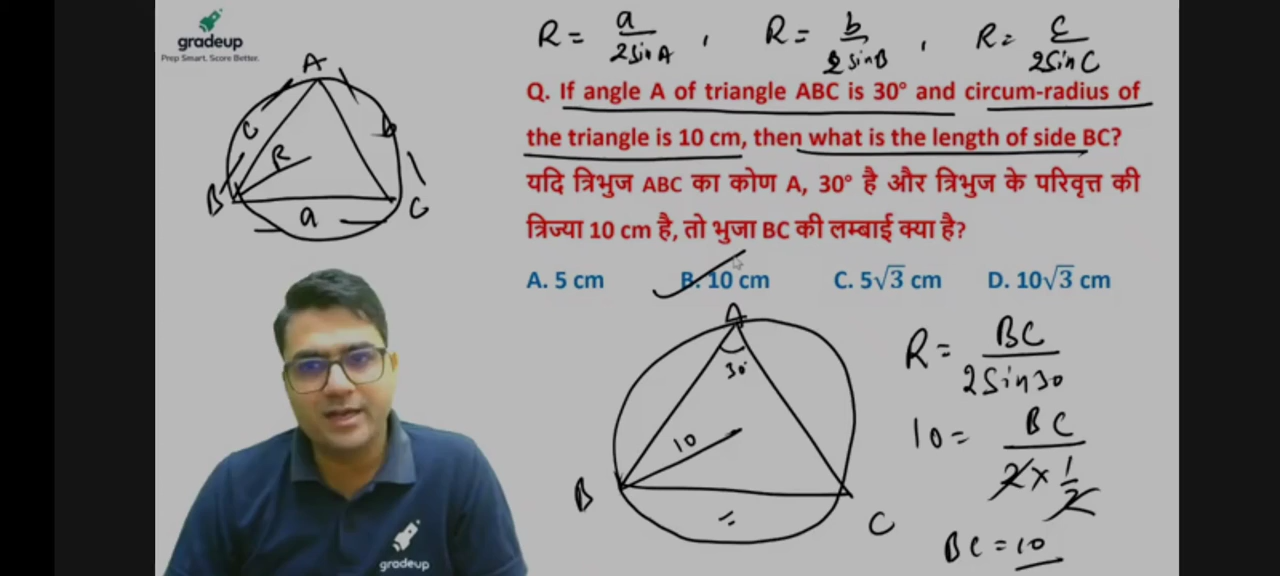 gradeup
Prep Smart. Score Better.
R = a/2SinA , R = b/2SinB , R = c/2SinC
A
c
b
R
B
a
C
Q. If angle A of triangle ABC is 30° and circum-radius of
the triangle is 10 cm, then what is the length of side BC?
यदि त्रिभुज ABC का कोण A, 30° है और त्रिभुज के परिवृत्त की
त्रिज्या 10 cm है, तो भुजा BC की लम्बाई क्या है?
A. 5 cm B. 10 cm C. 5√3 cm D. 10√3 cm
A
30°
10
B
C
R = BC/2Sin30
10 = BC/2×1/2
BC = 10
gradeup